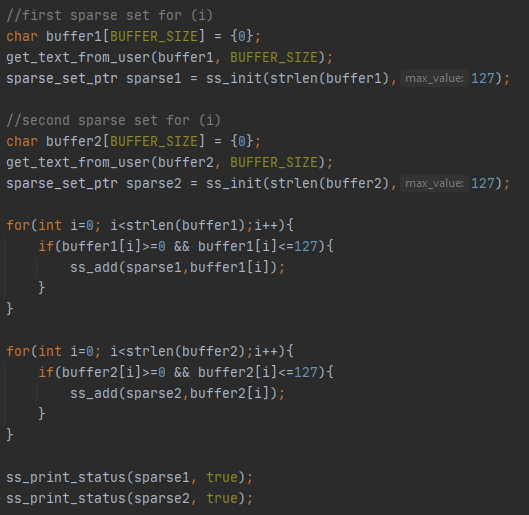 //first sparse set for (i)
char buffer1[BUFFER_SIZE] = {0};
get_text_from_user(buffer1, BUFFER_SIZE);
sparse_set_ptr sparse1 = ss_init(strlen(buffer1), max_value: 127);

//second sparse set for (i)
char buffer2[BUFFER_SIZE] = {0};
get_text_from_user(buffer2, BUFFER_SIZE);
sparse_set_ptr sparse2 = ss_init(strlen(buffer2), max_value: 127);

for(int i=0; i<strlen(buffer1);i++){
    if(buffer1[i]>=0 && buffer1[i]<=127){
        ss_add(sparse1,buffer1[i]);
    }
}

for(int i=0; i<strlen(buffer2);i++){
    if(buffer2[i]>=0 && buffer2[i]<=127){
        ss_add(sparse2,buffer2[i]);
    }
}

ss_print_status(sparse1, true);
ss_print_status(sparse2, true);